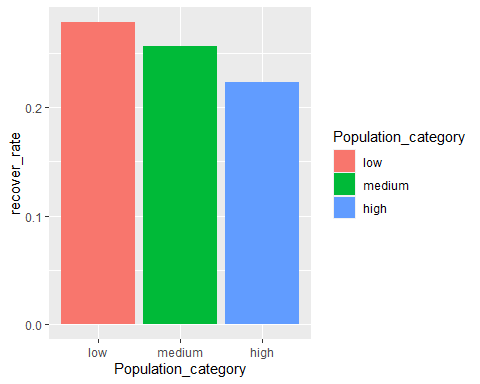 recover_rate
0.2
0.1
0.0
low medium high
Population_category
Population_category
low
medium
high